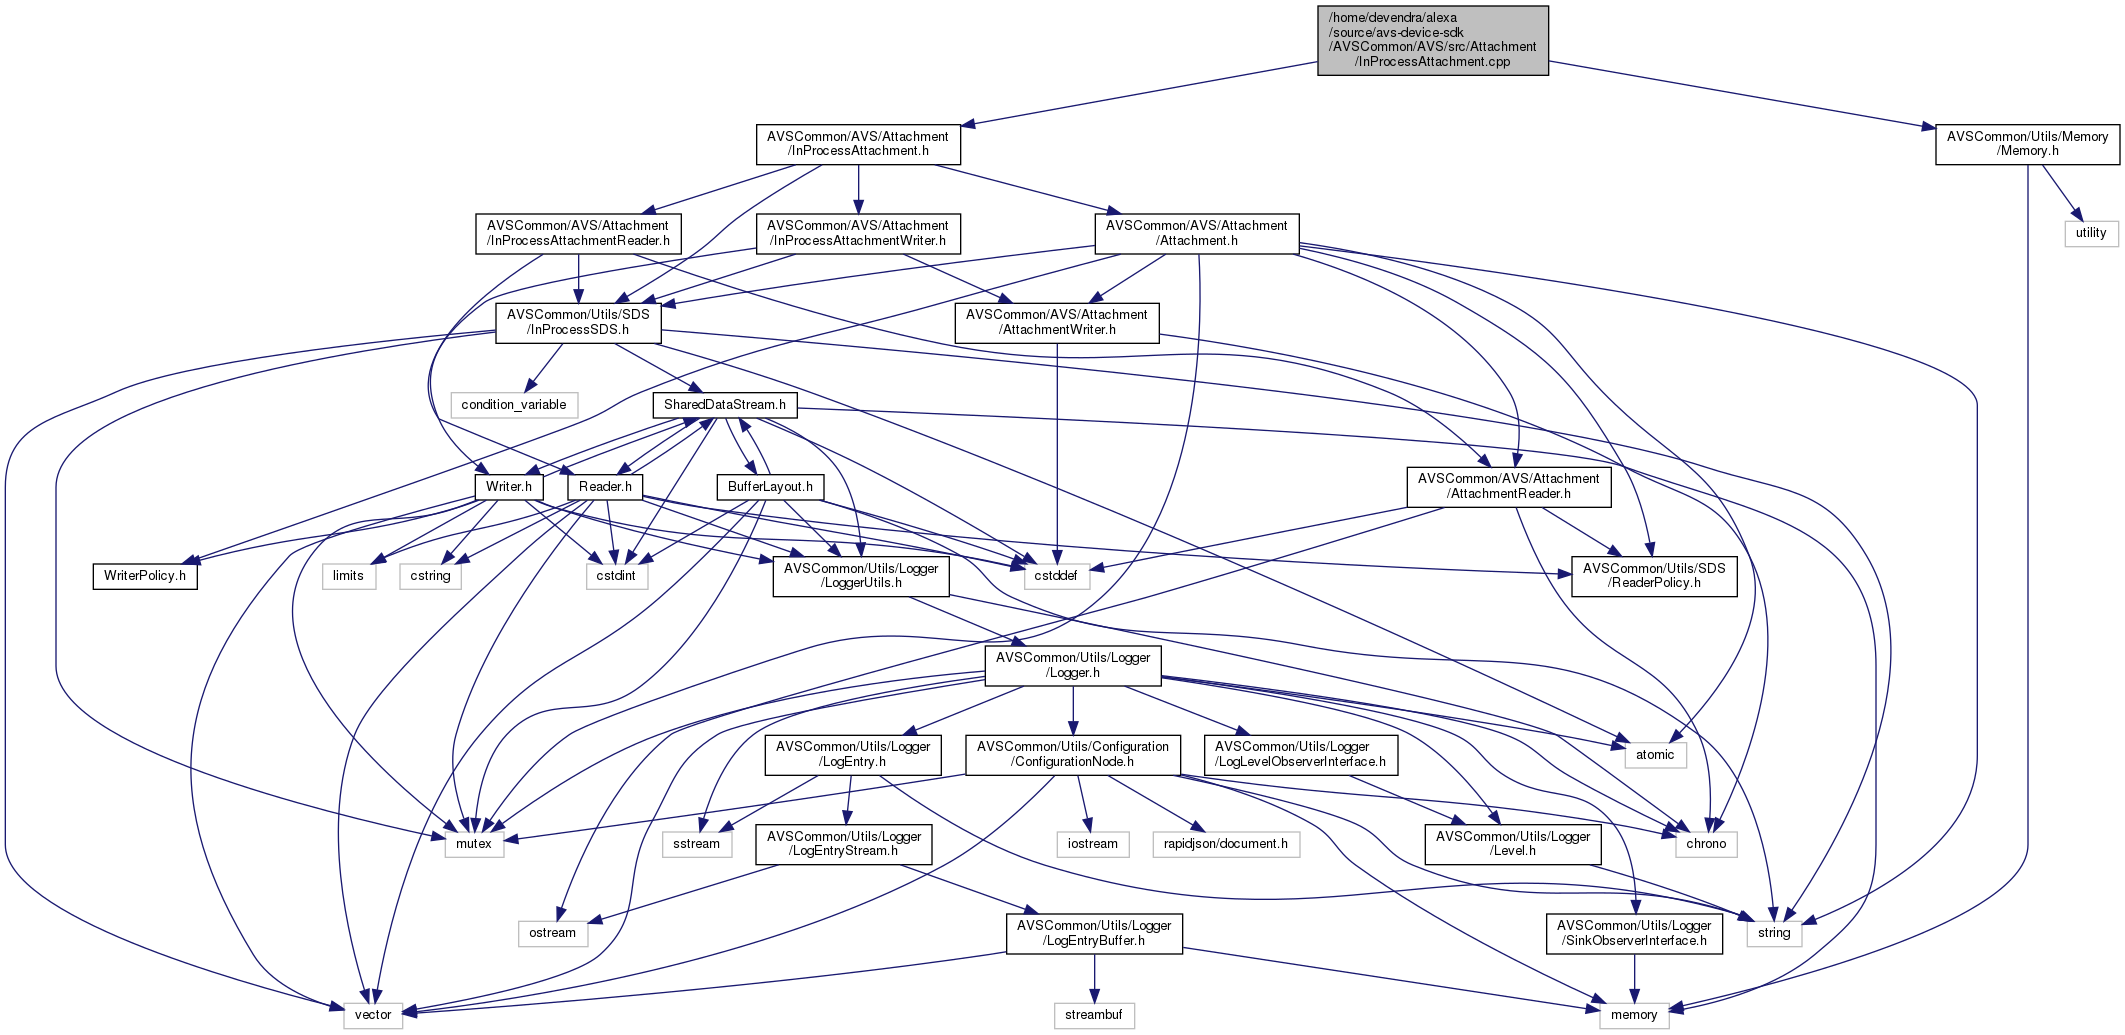 /home/devendra/alexa
/source/avs-device-sdk
/AVSCommon/AVS/src/Attachment
/InProcessAttachment.cpp
AVSCommon/AVS/Attachment
/InProcessAttachment.h
AVSCommon/Utils/Memory
/Memory.h
AVSCommon/AVS/Attachment
/InProcessAttachmentReader.h
AVSCommon/AVS/Attachment
/InProcessAttachmentWriter.h
AVSCommon/AVS/Attachment
/Attachment.h
utility
AVSCommon/Utils/SDS
/InProcessSDS.h
AVSCommon/AVS/Attachment
/AttachmentWriter.h
condition_variable
SharedDataStream.h
Writer.h
Reader.h
BufferLayout.h
AVSCommon/AVS/Attachment
/AttachmentReader.h
WriterPolicy.h
limits
cstring
cstdint
AVSCommon/Utils/Logger
/LoggerUtils.h
cstddef
AVSCommon/Utils/SDS
/ReaderPolicy.h
AVSCommon/Utils/Logger
/Logger.h
AVSCommon/Utils/Logger
/LogEntry.h
AVSCommon/Utils/Configuration
/ConfigurationNode.h
AVSCommon/Utils/Logger
/LogLevelObserverInterface.h
atomic
mutex
sstream
AVSCommon/Utils/Logger
/LogEntryStream.h
iostream
rapidjson/document.h
AVSCommon/Utils/Logger
/Level.h
chrono
ostream
AVSCommon/Utils/Logger
/LogEntryBuffer.h
AVSCommon/Utils/Logger
/SinkObserverInterface.h
string
vector
streambuf
memory